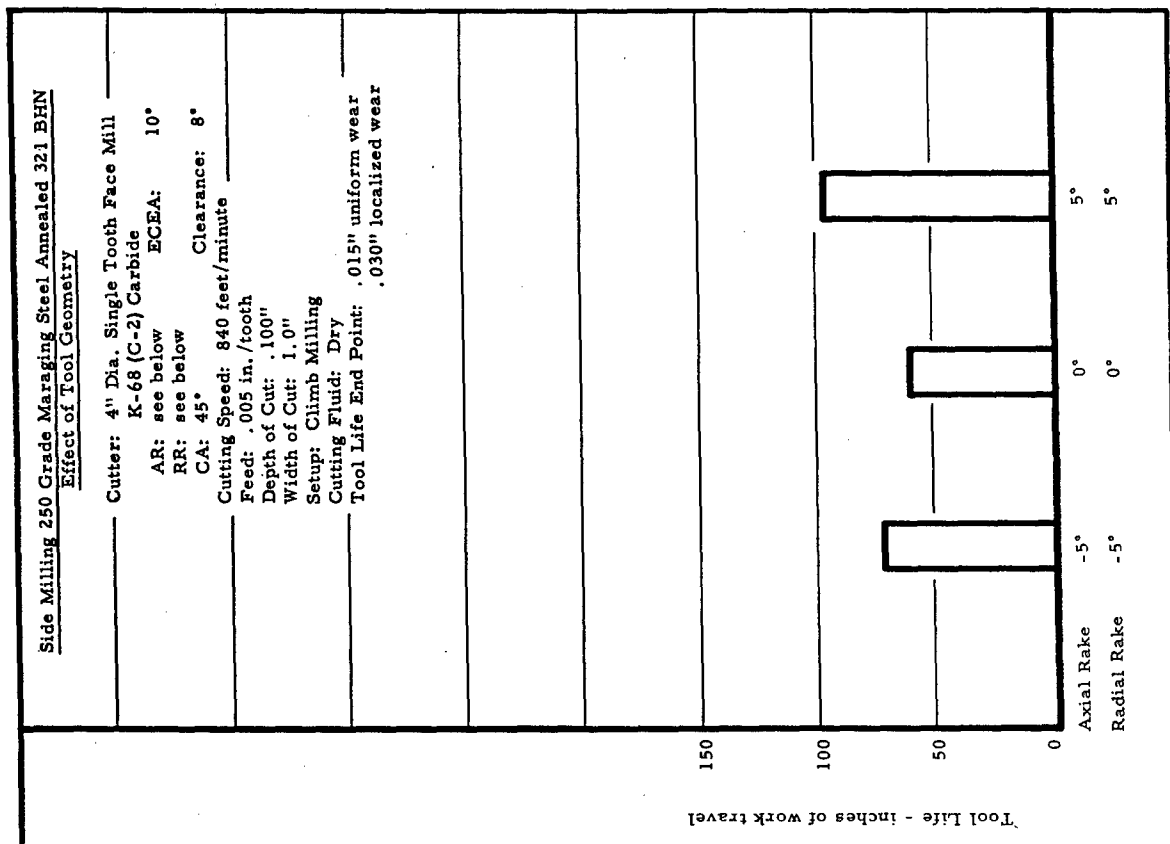 Side Milling 250 Grade Maraging Steel Annealed 321 BHN
Effect of Tool Geometry
Cutter: 4" Dia. Single Tooth Face Mill
K-68 (C-2) Carbide
AR: see below ECEA: 10°
RR: see below
CA: 45° Clearance: 8°
Cutting Speed: 840 feet/minute
Feed: .005 in./tooth
Depth of Cut: .100"
Width of Cut: 1.0"
Setup: Climb Milling
Cutting Fluid: Dry
Tool Life End Point: .015" uniform wear
.030" localized wear
Tool Life - inches of work travel
150
100
50
0
Axial Rake -5° 0° 5°
Radial Rake -5° 0° 5°